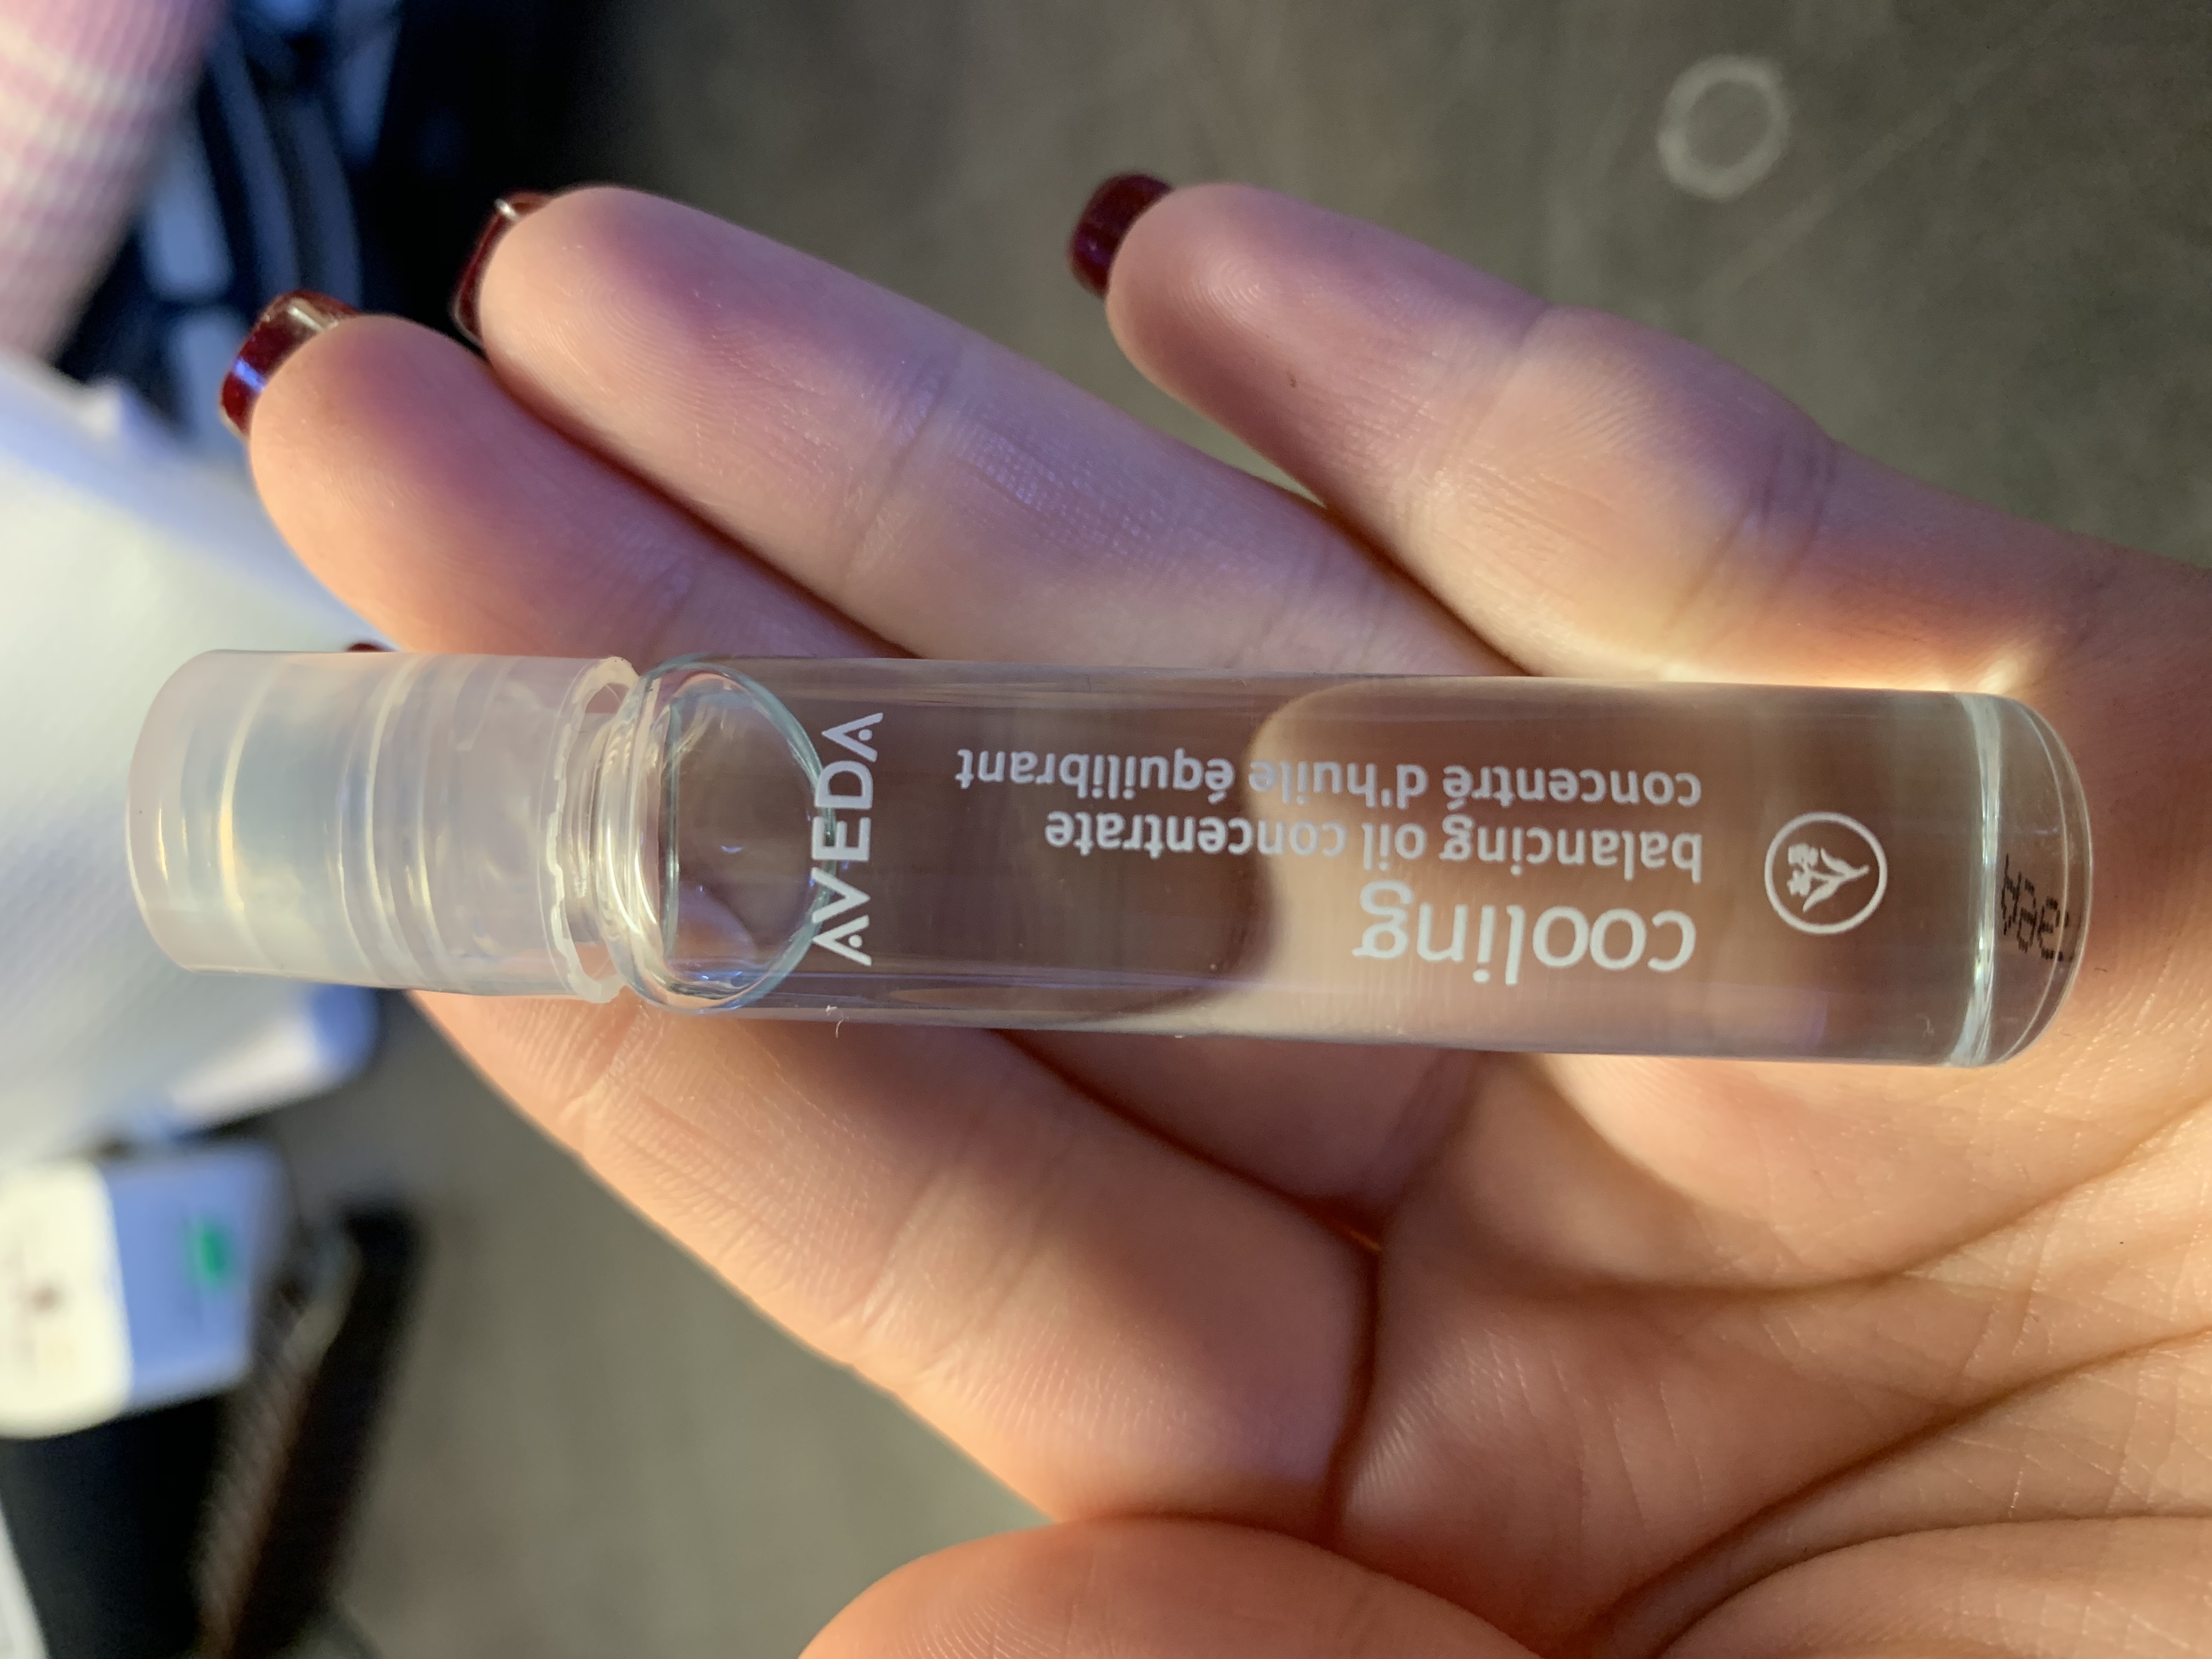 AVEDA
cooling
balancing oil concentrate
concentré d'huile équilibrant